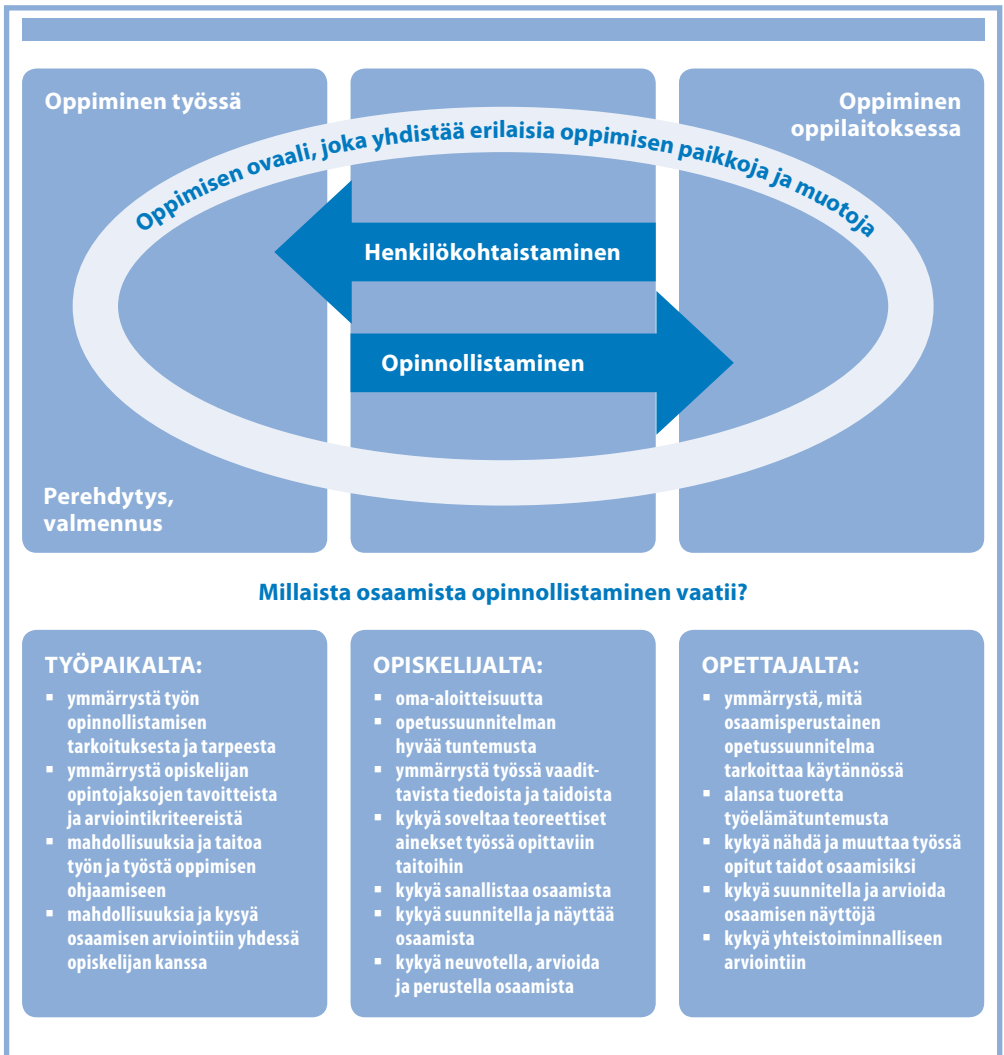 Oppiminen työssä
Oppiminen
oppilaitoksessa
Oppimisen ovaali, joka yhdistää erilaisia oppimisen paikkoja ja muotoja
Henkilökohtaistaminen
Opinnollistaminen
Perehdytys,
valmennus
Millaista osaamista opinnollistaminen vaatii?
TYÖPAIKALTA:
▪ ymmärrystä työn
opinnollistamisen
tarkoituksesta ja tarpeesta
▪ ymmärrystä opiskelijan
opintojaksojen tavoitteista
ja arviointikriteereistä
▪ mahdollisuuksia ja taitoa
työn ja työstä oppimisen
ohjaamiseen
▪ mahdollisuuksia ja kysyä
osaamisen arviointiin yhdessä
opiskelijan kanssa
OPISKELIJALTA:
▪ oma-aloitteisuutta
▪ opetussuunnitelman
hyvää tuntemusta
▪ ymmärrystä työssä vaadit-
tavista tiedoista ja taidoista
▪ kykyä soveltaa teoreettiset
ainekset työssä opittaviin
taitoihin
▪ kykyä sanallistaa osaamista
▪ kykyä suunnitella ja näyttää
osaamista
▪ kykyä neuvotella, arvioida
ja perustella osaamista
OPETTAJALTA:
▪ ymmärrystä, mitä
osaamisperustainen
opetussuunnitelma
tarkoittaa käytännössä
▪ alansa tuoretta
työelämätuntemusta
▪ kykyä nähdä ja muuttaa työssä
opitut taidot osaamisiksi
▪ kykyä suunnitella ja arvioida
osaamisen näyttöjä
▪ kykyä yhteistoiminnalliseen
arviointiin